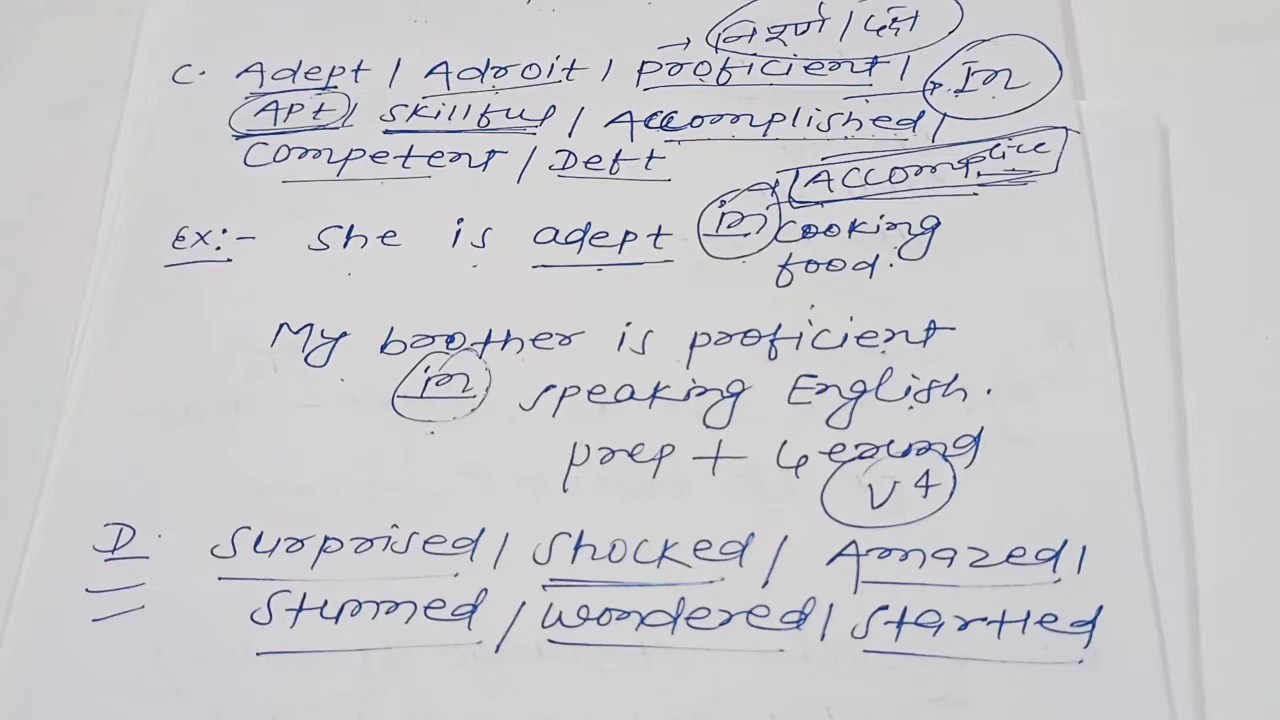 निपुण / दक्ष
C. Adept / Adroit / proficient /
→ In
Apt / skillful / Accomplished /
Competent / Deft
Accomplice
Ex:- She is adept in cooking
food.
My brother is proficient
in speaking English.
prep + Gerund
V4
D. Surprised / Shocked / Amazed /
Stunned / Wondered / Startled